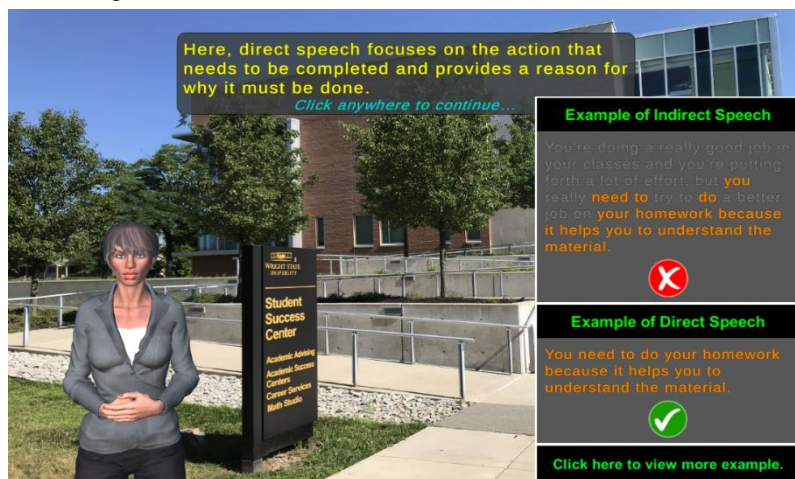 Here, direct speech focuses on the action that
needs to be completed and provides a reason for
why it must be done.
Click anywhere to continue...
Example of Indirect Speech
You're doing a really good job in
your classes and you're putting
forth a lot of effort, but you
really need to try to do a better
job on your homework because
it helps you to understand the
material.
Example of Direct Speech
You need to do your homework
because it helps you to
understand the material.
Click here to view more example.
WRIGHT STATE
UNIVERSITY
Student
Success
Center
Academic Advising
Academic Success
Centers
Career Services
Math Studio